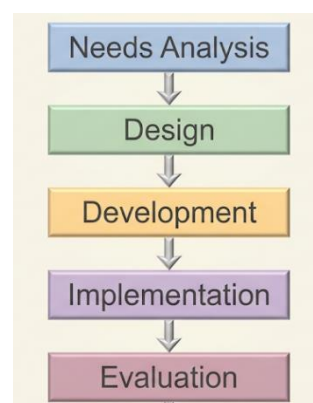 Needs Analysis
Design
Development
Implementation
Evaluation